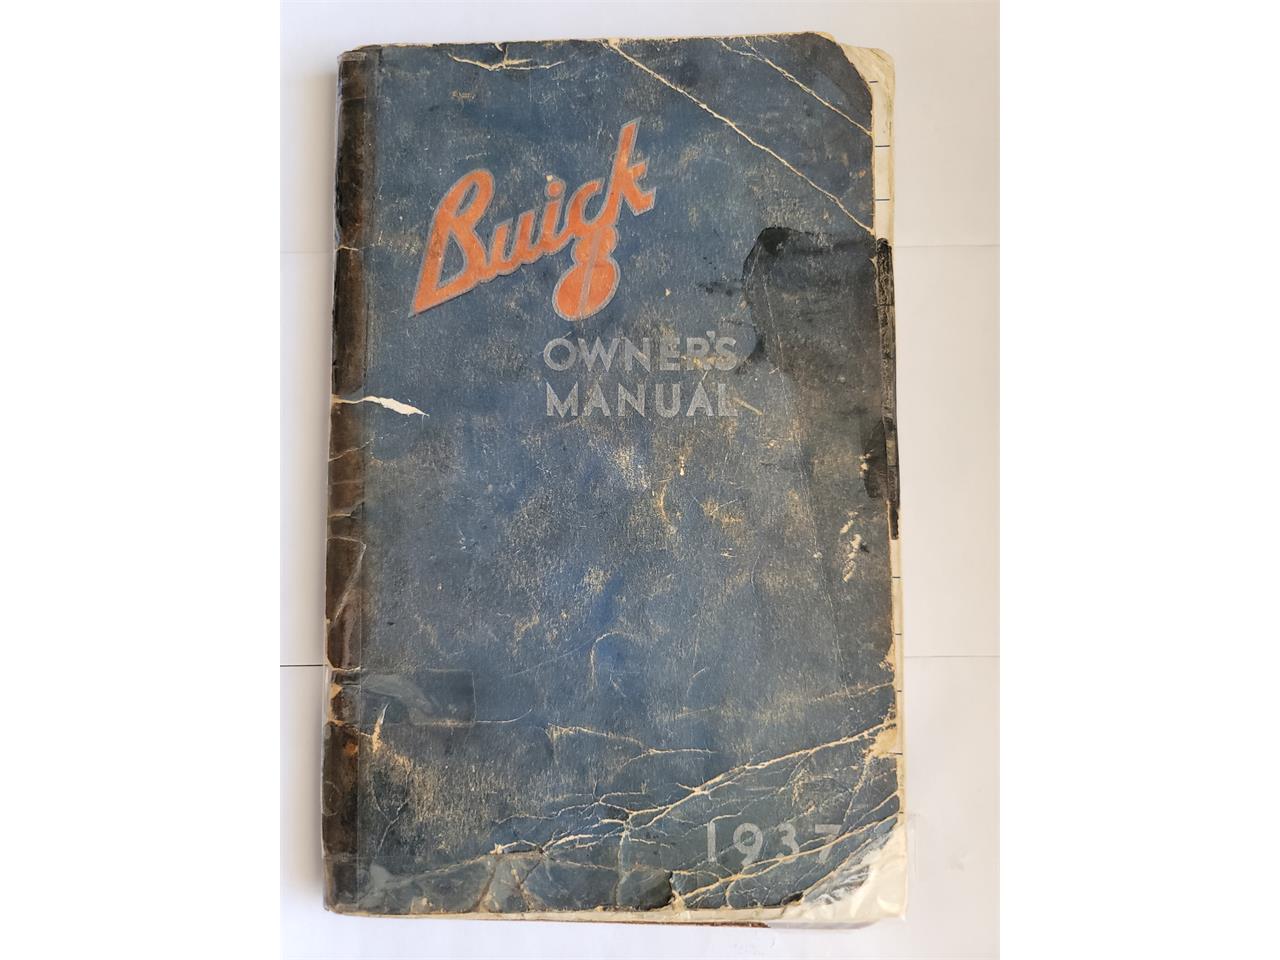 Buick
8
OWNER'S
MANUAL
1937